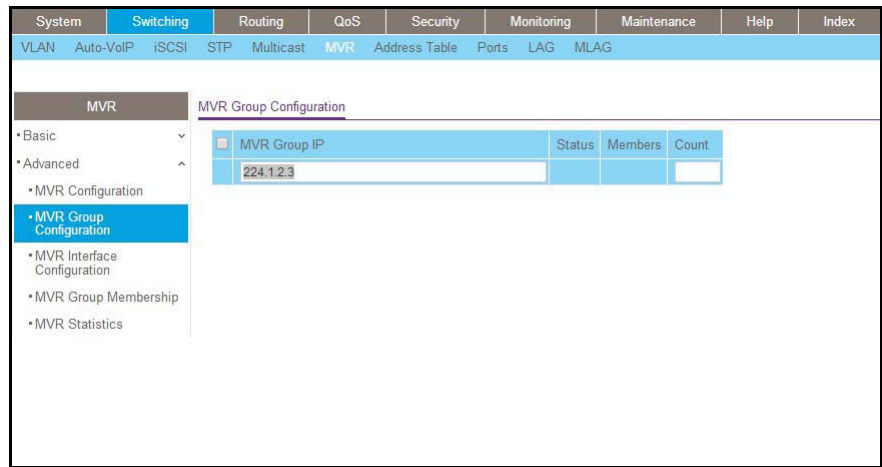 System Switching Routing QoS Security Monitoring Maintenance Help Index
VLAN Auto-VoIP iSCSI STP Multicast MVR Address Table Ports LAG MLAG
MVR
Basic
Advanced
MVR Configuration
MVR Group
Configuration
MVR Interface
Configuration
MVR Group Membership
MVR Statistics
MVR Group Configuration
MVR Group IP Status Members Count
224.1.2.3